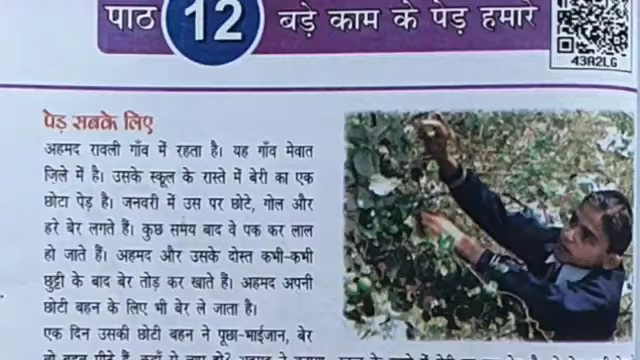 पाठ 12 बड़े काम के पेड़ हमारे
43A2LG
पेड़ सबके लिए
अहमद रावली गाँव में रहता है। यह गाँव मेवात
ज़िले में है। उसके स्कूल के रास्ते में बेरी का एक
छोटा पेड़ है। जनवरी में उस पर छोटे, गोल और
हरे बेर लगते हैं। कुछ समय बाद वे पक कर लाल
हो जाते हैं। अहमद और उसके दोस्त कभी-कभी
छुट्टी के बाद बेर तोड़ कर खाते हैं। अहमद अपनी
छोटी बहन के लिए भी बेर ले जाता है।
एक दिन उसकी छोटी बहन ने पूछा-भाईजान, बेर